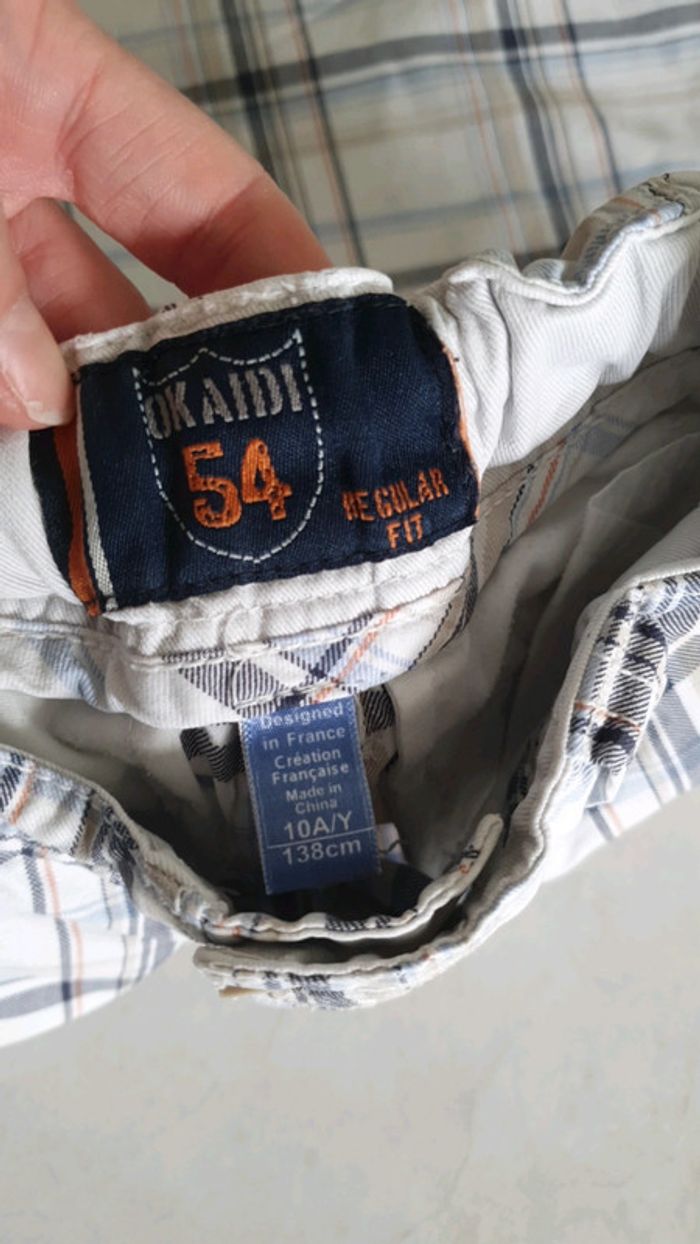 OKAIDI
54
REGULAR
FIT
Designed
in France
Création
Française
Made in
China
10A/Y
138cm